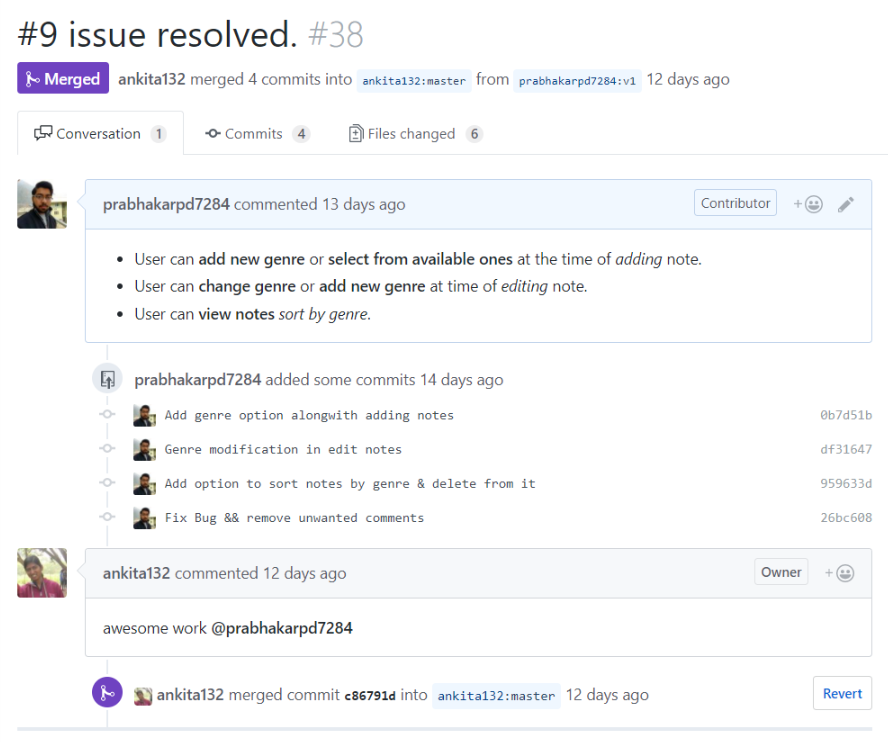 #9 issue resolved. #38
Merged ankita132 merged 4 commits into ankita132:master from prabhakarpd7284:v1 12 days ago
Conversation 1 Commits 4 Files changed 6
prabhakarpd7284 commented 13 days ago Contributor
• User can add new genre or select from available ones at the time of adding note.
• User can change genre or add new genre at time of editing note.
• User can view notes sort by genre.
prabhakarpd7284 added some commits 14 days ago
Add genre option alongwith adding notes 0b7d51b
Genre modification in edit notes df31647
Add option to sort notes by genre & delete from it 959633d
Fix Bug && remove unwanted comments 26bc608
ankita132 commented 12 days ago Owner
awesome work @prabhakarpd7284
ankita132 merged commit c86791d into ankita132:master 12 days ago Revert